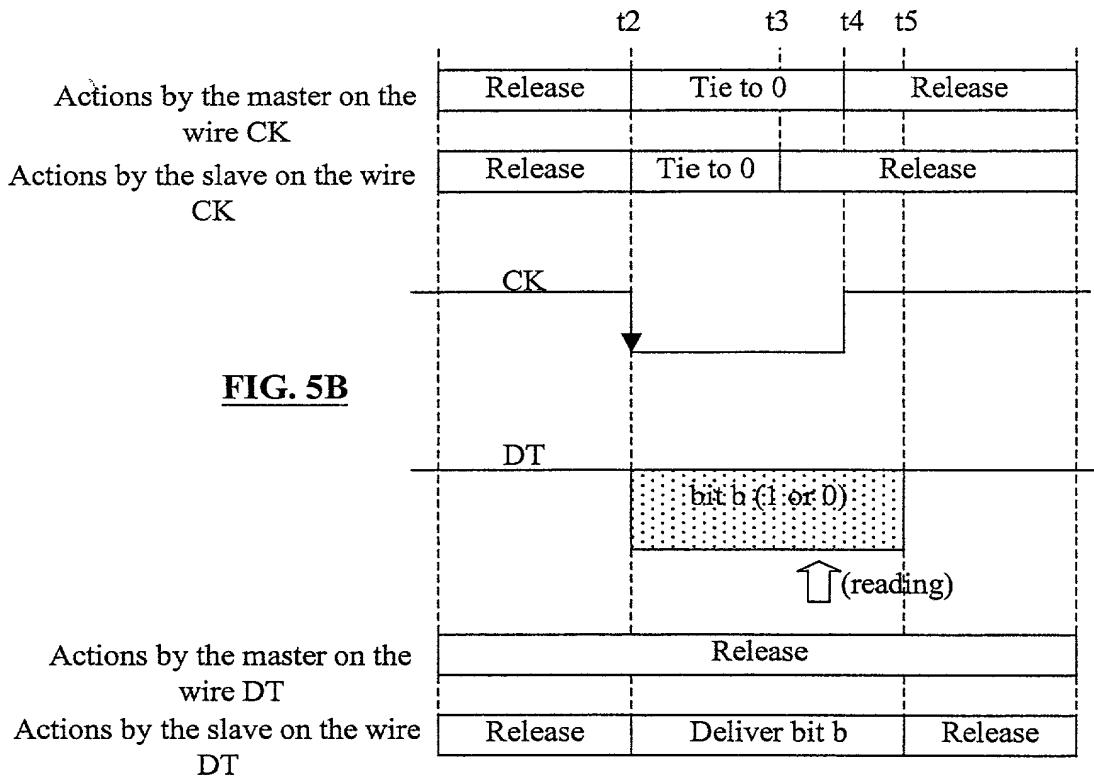 t2 t3 t4 t5
Actions by the master on the
wire CK
Release Tie to 0 Release
Actions by the slave on the wire
CK
Release Tie to 0 Release
CK
FIG. 5B
DT
bit b (1 or 0)
(reading)
Actions by the master on the
wire DT
Release
Actions by the slave on the wire
DT
Release Deliver bit b Release